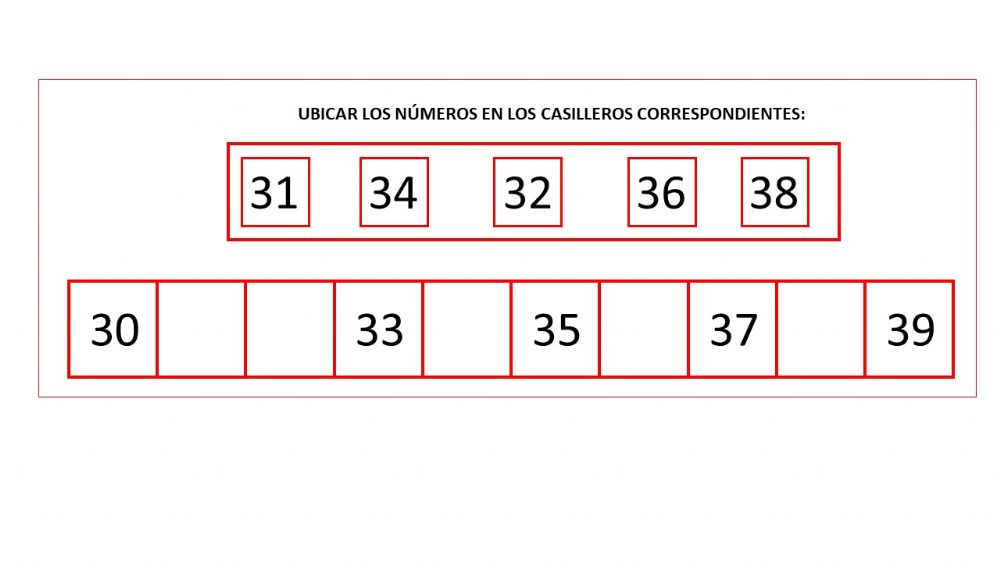 UBICAR LOS NÚMEROS EN LOS CASILLEROS CORRESPONDIENTES:
31 34 32 36 38
30 33 35 37 39